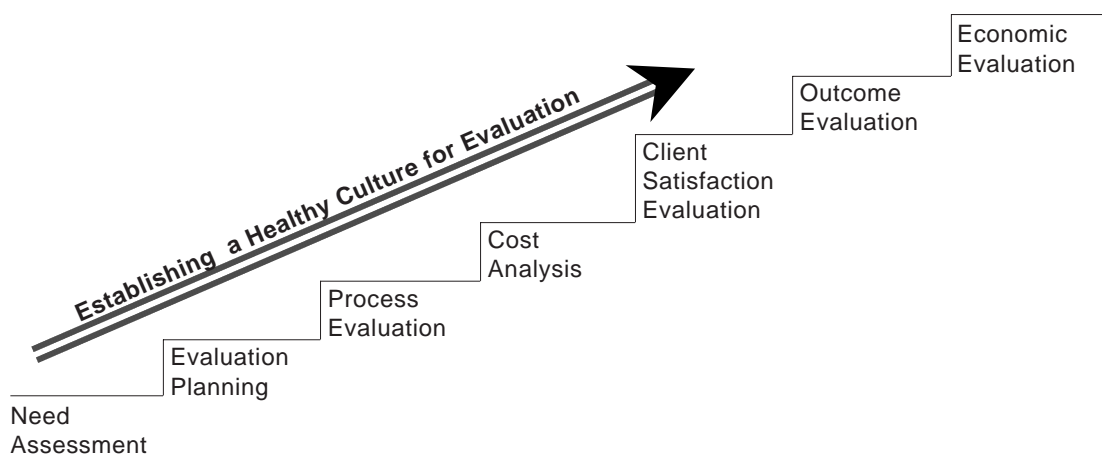 Economic
Evaluation
Outcome
Evaluation
Client
Satisfaction
Evaluation
Cost
Analysis
Process
Evaluation
Evaluation
Planning
Need
Assessment
Establishing a Healthy Culture for Evaluation